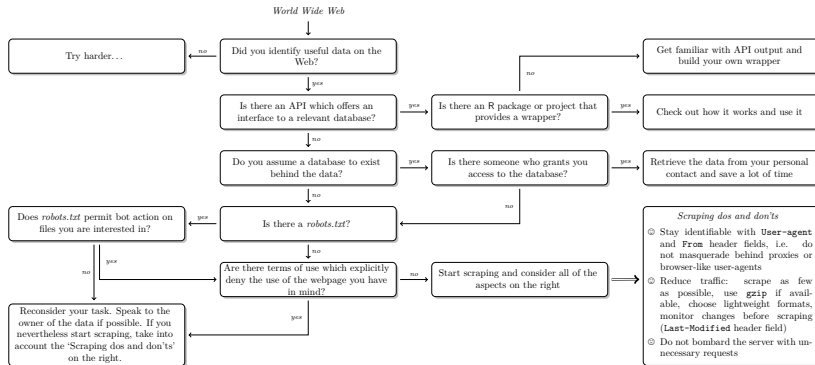 World Wide Web
Try harder...
no
Did you identify useful data on the
Web?
Get familiar with API output and
build your own wrapper
yes
no
Is there an API which offers an
interface to a relevant database?
yes
Is there an R package or project that
provides a wrapper?
yes
Check out how it works and use it
no
Do you assume a database to exist
behind the data?
yes
Is there someone who grants you
access to the database?
yes
Retrieve the data from your personal
contact and save a lot of time
no
no
Does robots.txt permit bot action on
files you are interested in?
yes
Is there a robots.txt?
no
yes
no
Are there terms of use which explicitly
deny the use of the webpage you have
in mind?
no
Start scraping and consider all of the
aspects on the right
yes
Reconsider your task. Speak to the
owner of the data if possible. If you
nevertheless start scraping, take into
account the ‘Scraping dos and don'ts’
on the right.
Scraping dos and don'ts
☺ Stay identifiable with User-agent
and From header fields, i.e. do
not masquerade behind proxies or
browser-like user-agents
☺ Reduce traffic: scrape as few
as possible, use gzip if avail-
able, choose lightweight formats,
monitor changes before scraping
(Last-Modified header field)
☺ Do not bombard the server with un-
necessary requests